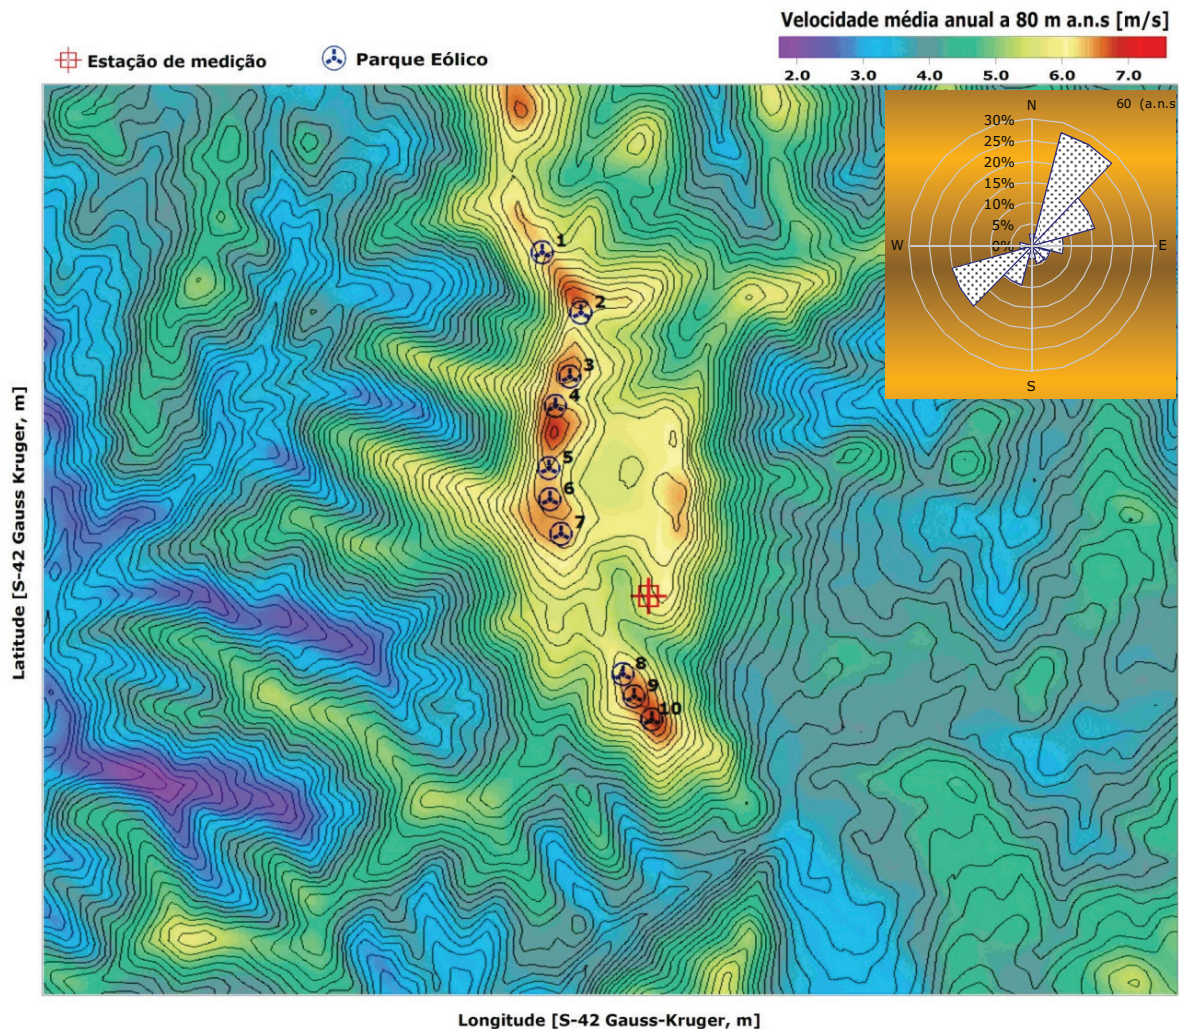 Velocidade média anual a 80 m a.n.s [m/s]
Estação de medição
Parque Eólico
2.0 3.0 4.0 5.0 6.0 7.0
N
60 (a.n.s
30%
25%
20%
15%
10%
5%
0%
W
E
S
1
2
3
4
5
6
7
8
9
10
Latitude [S-42 Gauss Kruger, m]
Longitude [S-42 Gauss-Kruger, m]